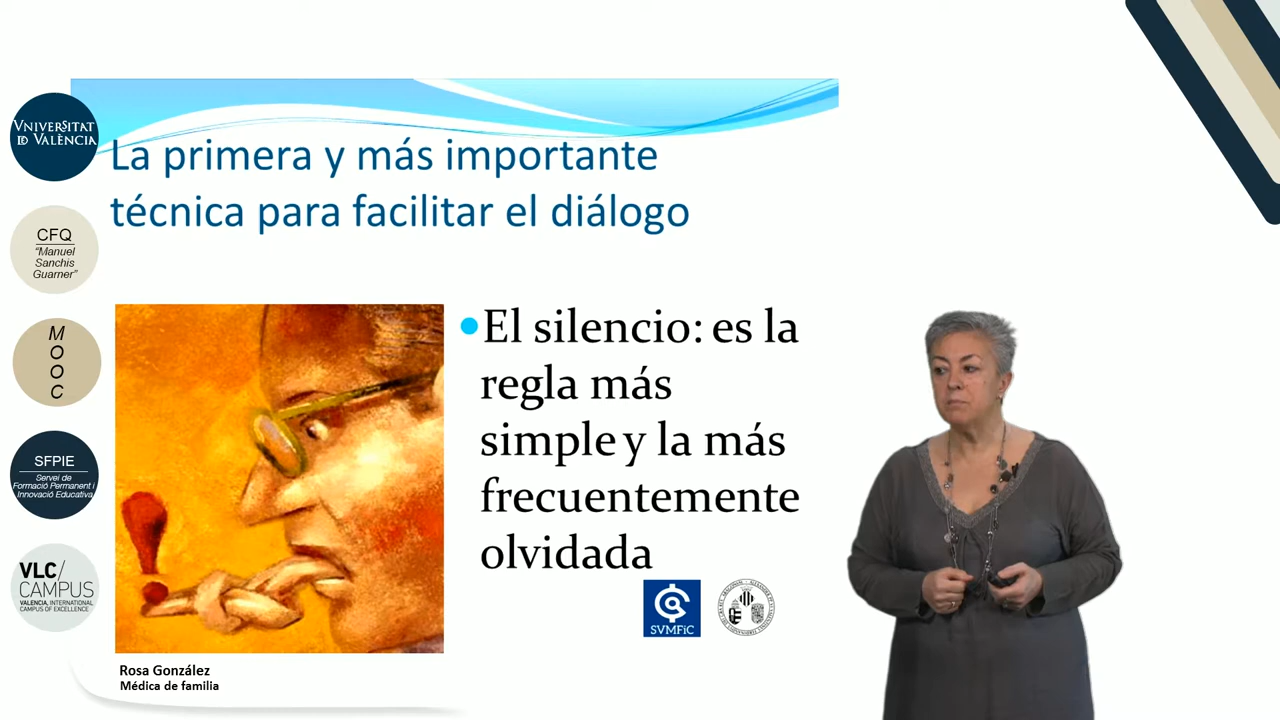 VNIVERSITAT
ID VALÈNCIA
CFQ
“Manuel
Sanchis
Guarner”
M
O
O
C
SFPIE
Servei de
Formació Permanent i
Innovació Educativa
VLC/
CAMPUS
VALENCIA, INTERNATIONAL
CAMPUS OF EXCELLENCE
La primera y más importante
técnica para facilitar el diálogo
•El silencio: es la
regla más
simple y la más
frecuentemente
olvidada
SVMFiC
Rosa González
Médica de familia